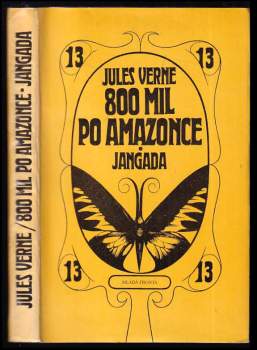 JULES VERNE / 800 MIL PO AMAZONCE • JANGADA
13 13
JULES VERNE
800 MIL
PO AMAZONCE
• JANGADA
13 13
MLADÁ FRONTA